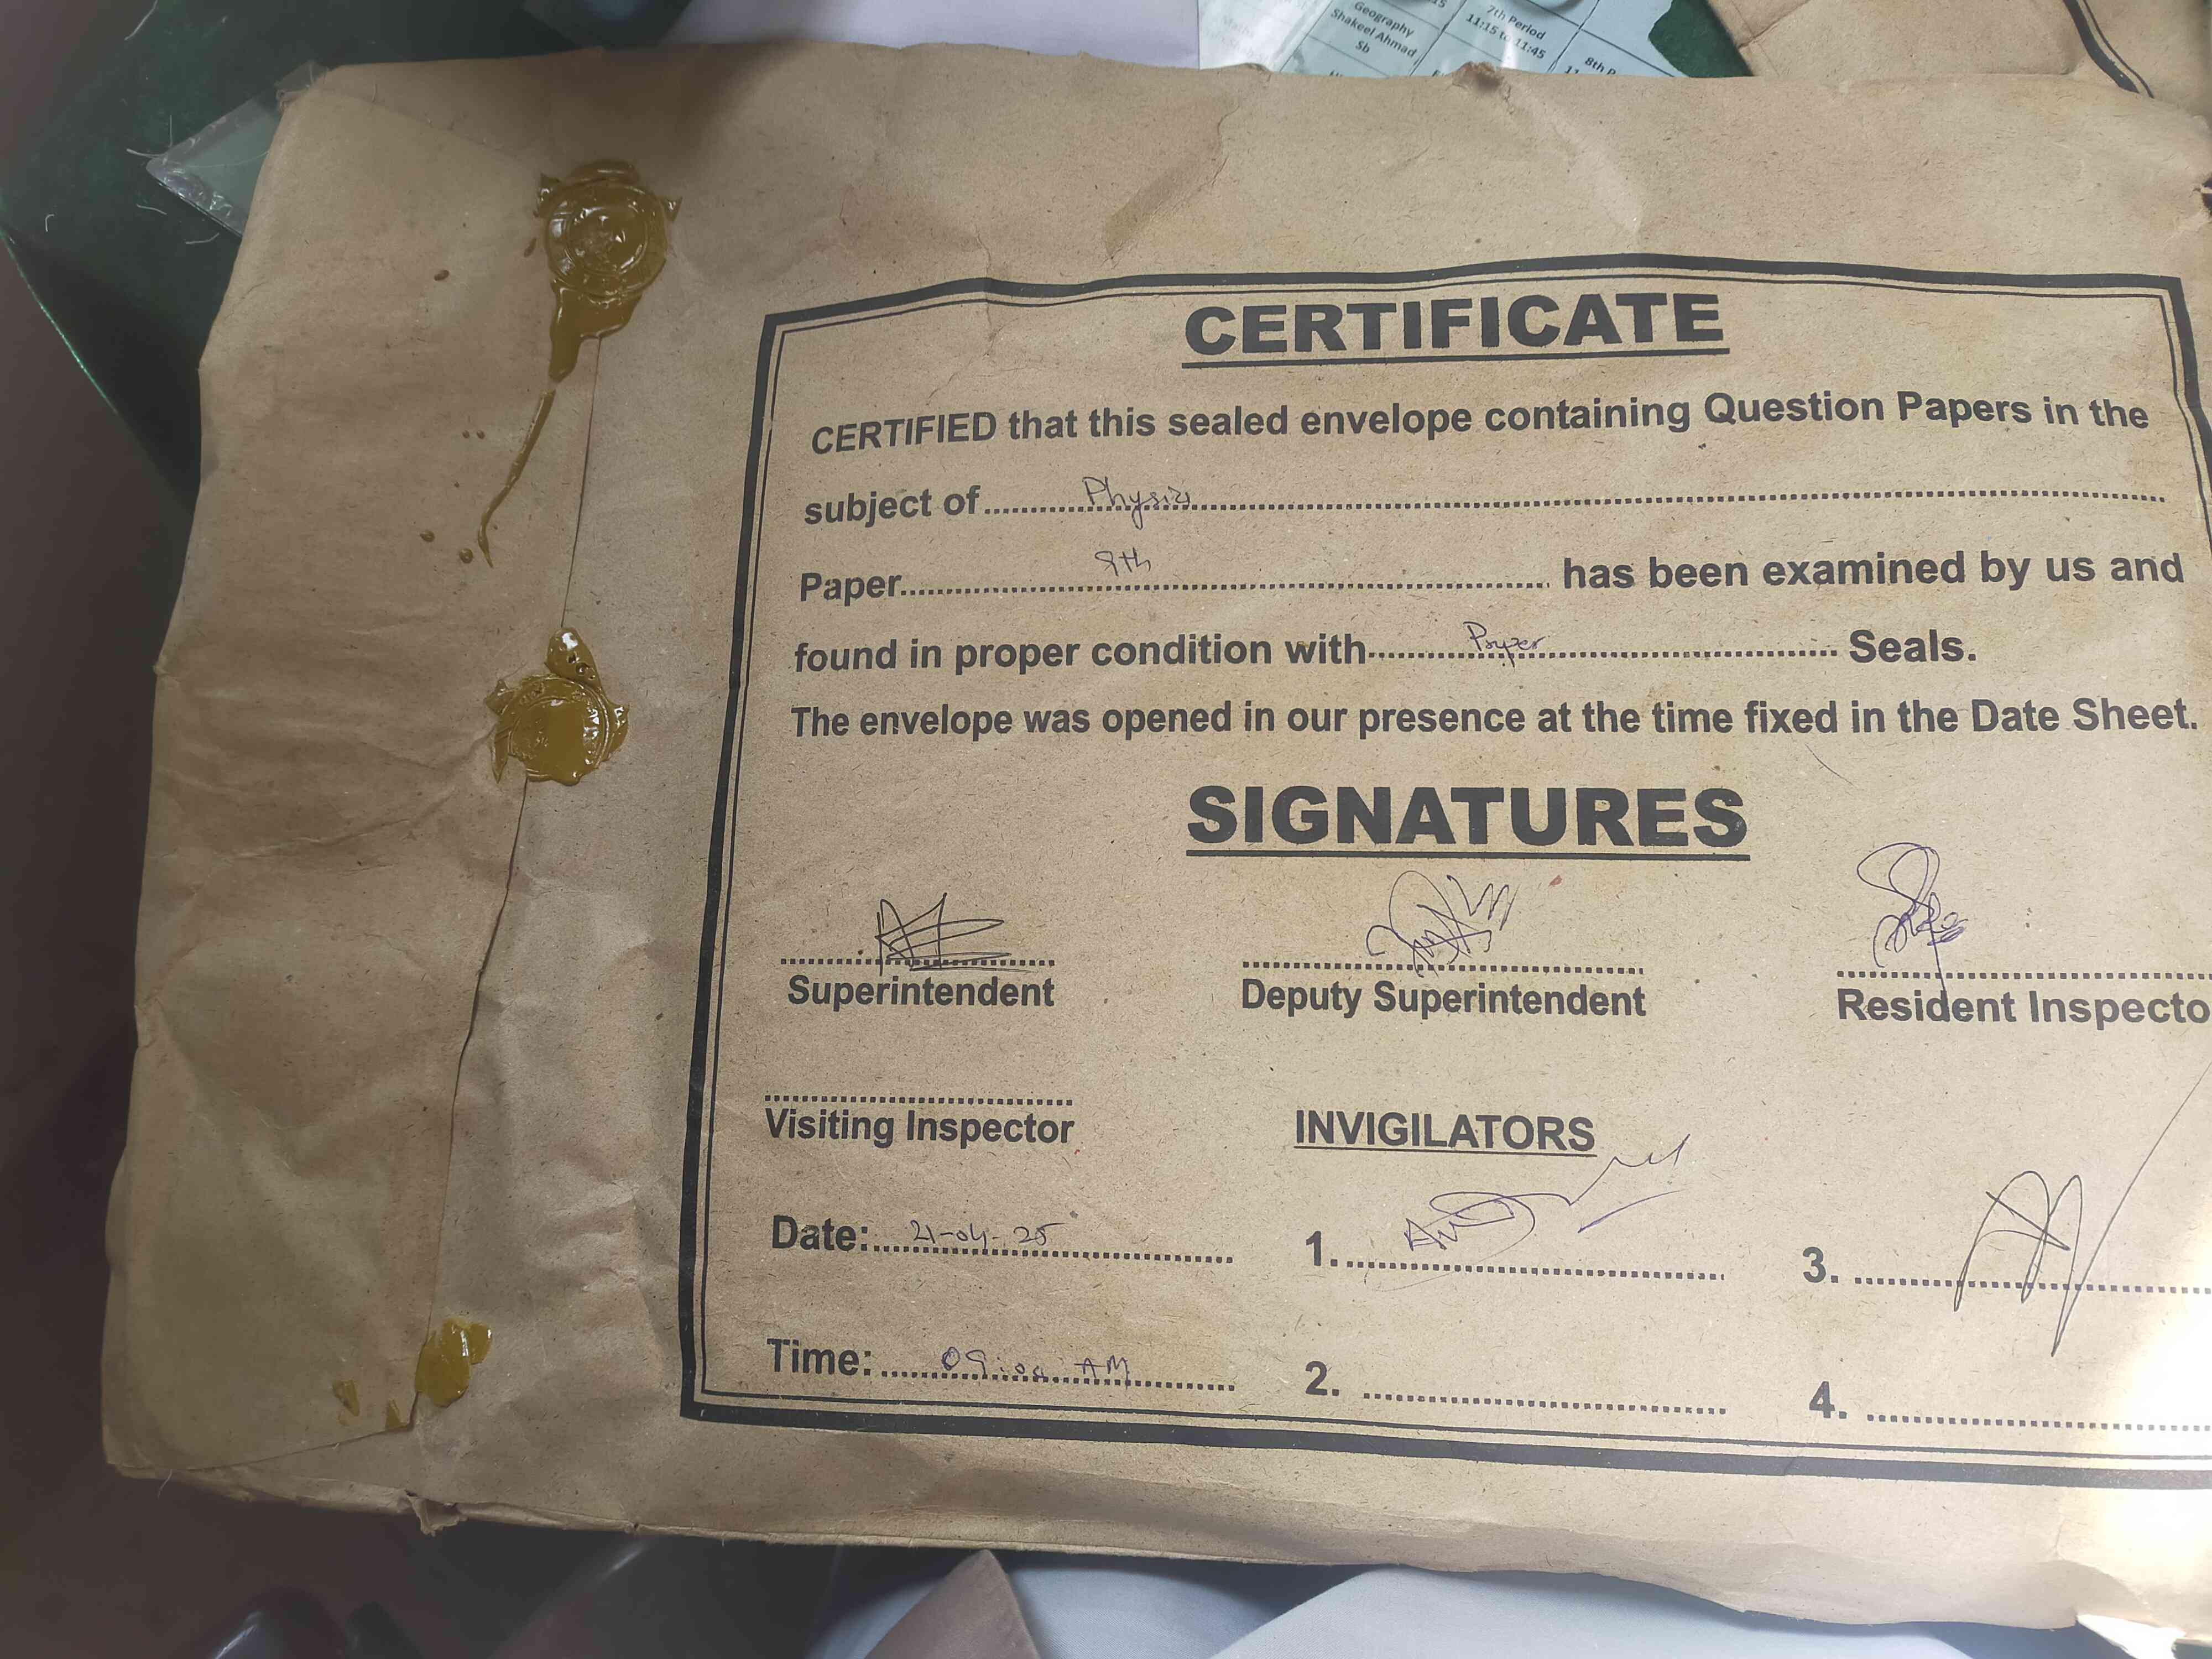 Geography
Shakeel Ahmad
Sb
7th Period
11:15 to 11:45
8th P
CERTIFICATE
CERTIFIED that this sealed envelope containing Question Papers in the
subject of Physics
Paper 9th has been examined by us and
found in proper condition with Proper Seals.
The envelope was opened in our presence at the time fixed in the Date Sheet.
SIGNATURES
Superintendent Deputy Superintendent Resident Inspecto
Visiting Inspector INVIGILATORS
Date: 21-04-25 1. 3.
Time: 09:00 AM 2. 4.